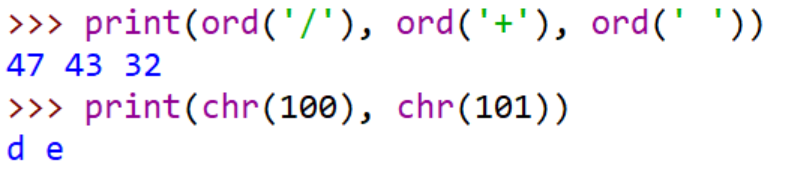 >>> print(ord('/'), ord('+'), ord(' '))
47 43 32
>>> print(chr(100), chr(101))
d e